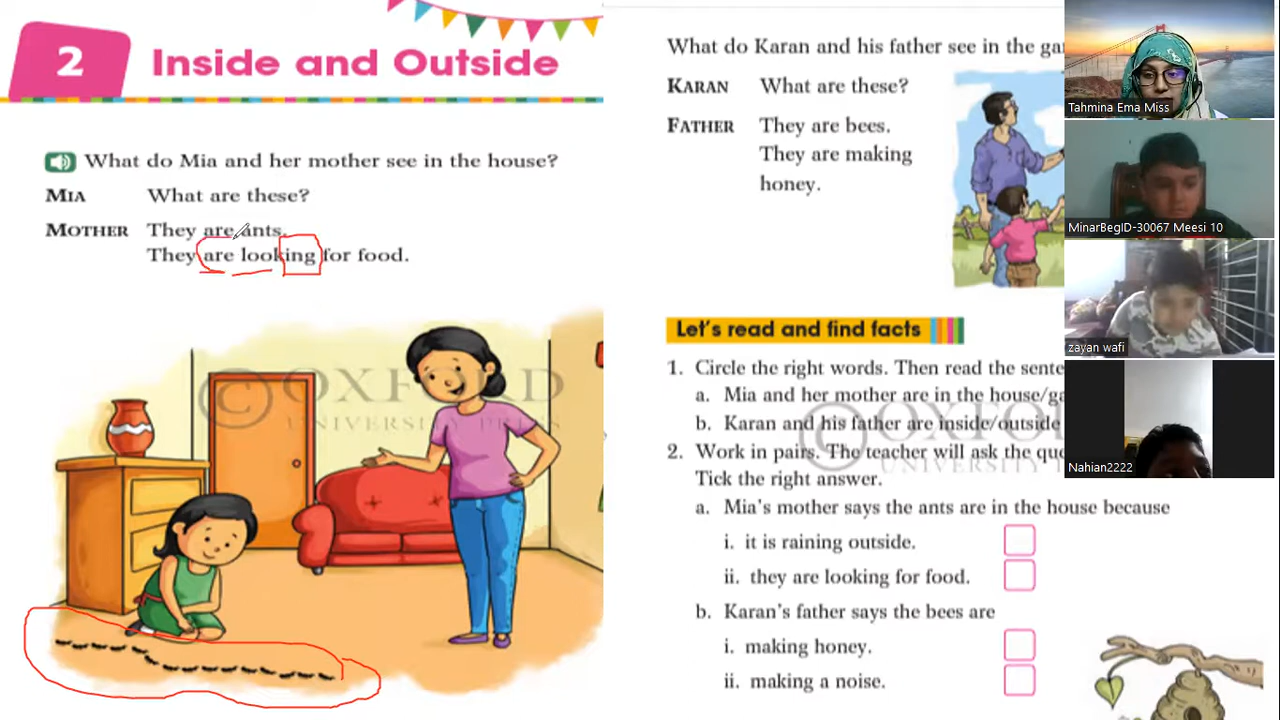 2 Inside and Outside
What do Mia and her mother see in the house?
MIA What are these?
MOTHER They are ants.
They are looking for food.
© OXFORD
UNIVERSITY PRESS
What do Karan and his father see in the
KARAN What are these?
FATHER They are bees.
They are making
honey.
Let's read and find facts
1. Circle the right words. Then read the
a. Mia and her mother are in the
b. Karan and his father are inside/outside
2. Work in pairs. The teacher will ask the
Tick the right answer.
a. Mia's mother says the ants are in the house because
i. it is raining outside.
ii. they are looking for food.
b. Karan's father says the bees are
i. making honey.
ii. making a noise.
Tahmina Ema Miss
MinarBegID-30067 Meesi 10
zayan wafi
Nahian2222